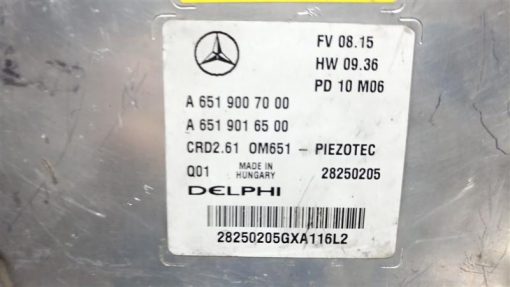 FV 08.15
HW 09.36
PD 10 M06
A 651 900 70 00
A 651 901 65 00
CRD2.61 OM651 - PIEZOTEC
Q01 MADE IN HUNGARY 28250205
DELPHI
28250205GXA116L2